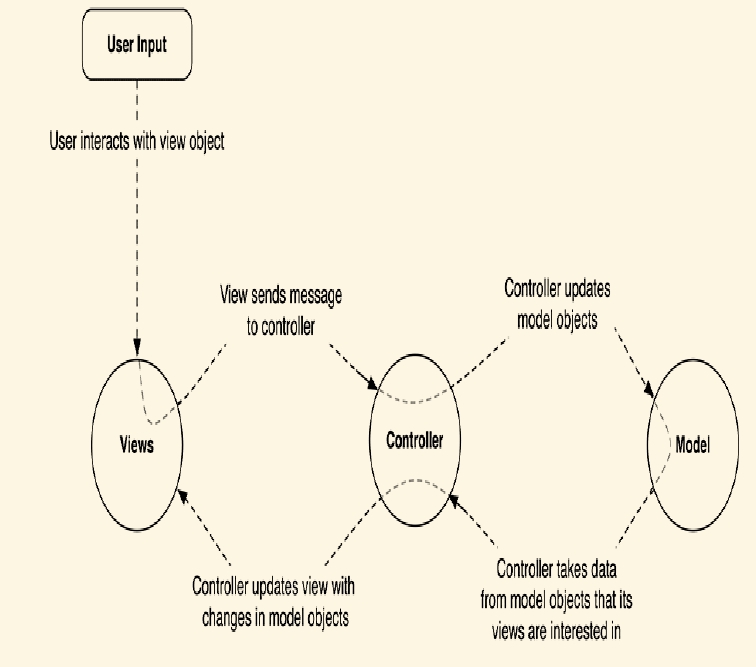 User Input
User interacts with view object
View sends message
to controller
Controller updates
model objects
Views
Controller
Model
Controller updates view with
changes in model objects
Controller takes data
from model objects that its
views are interested in